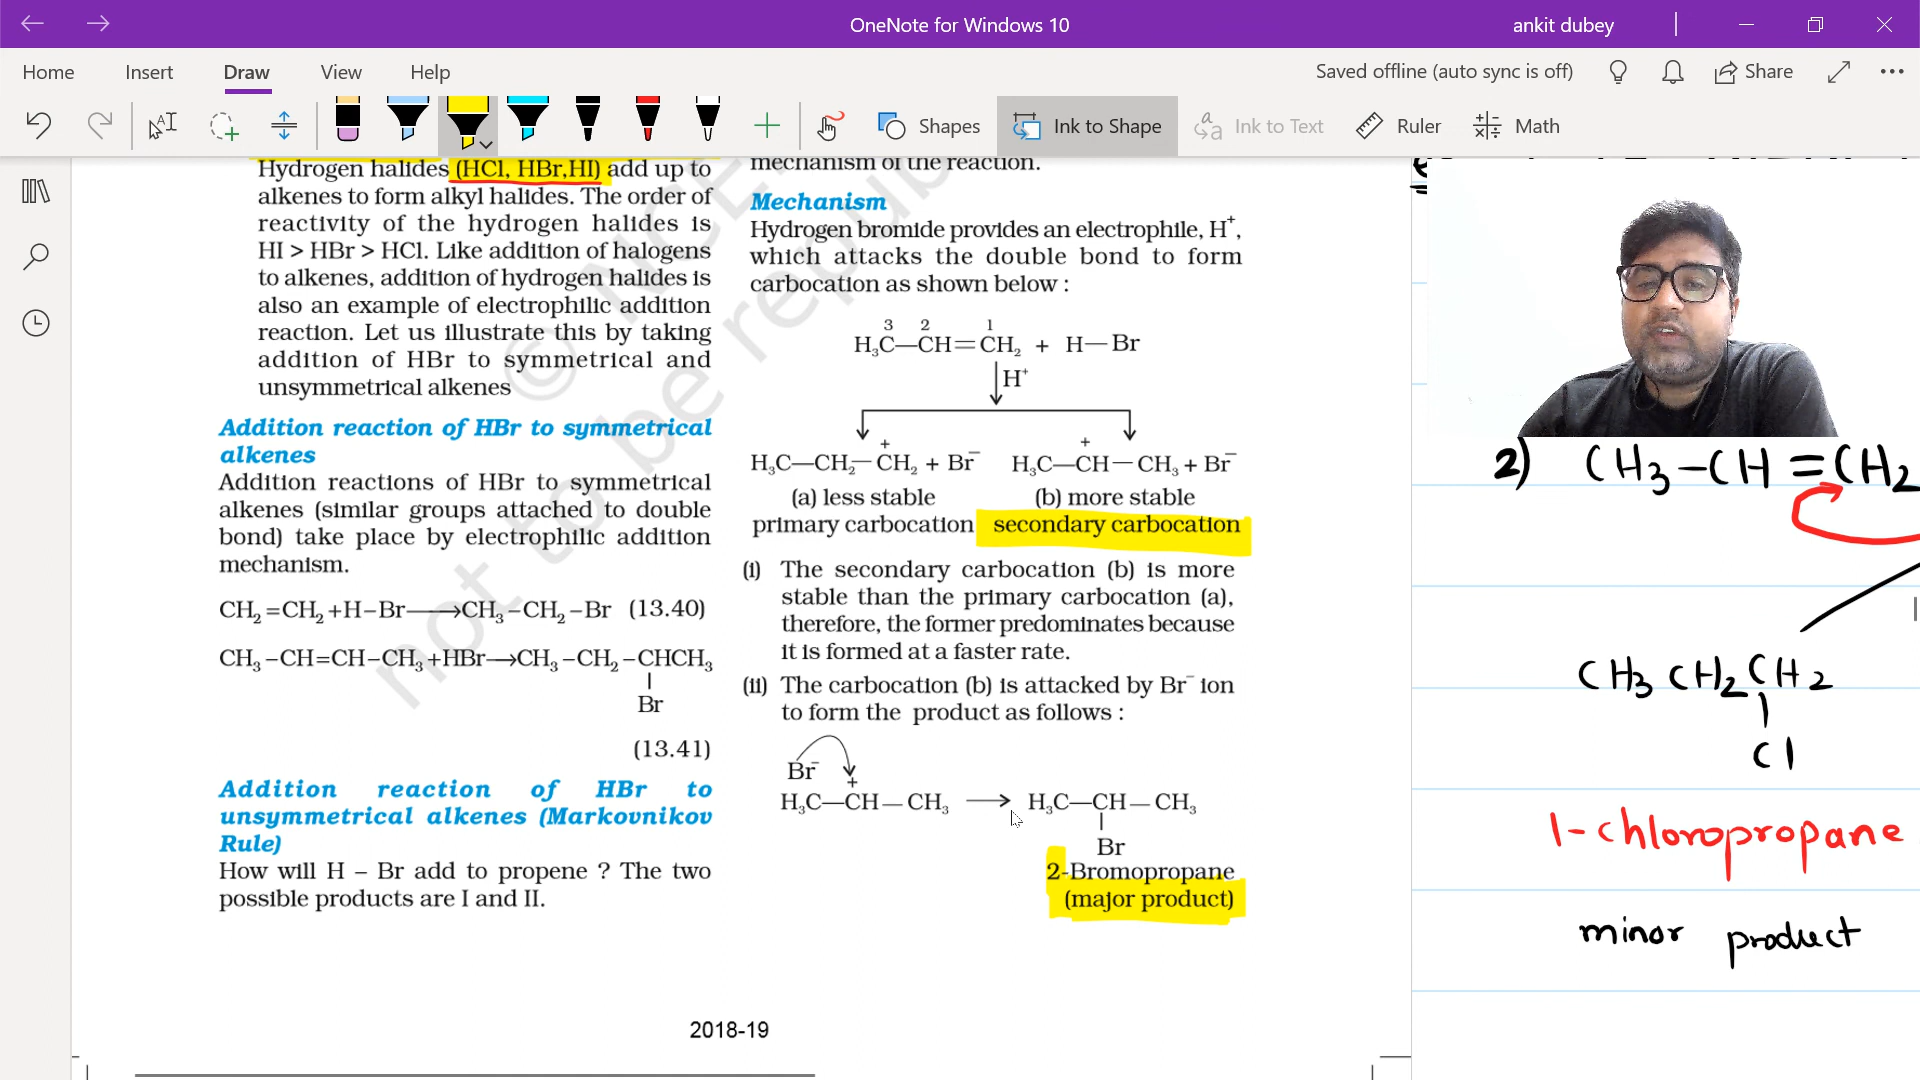 OneNote for Windows 10
ankit dubey
Home Insert Draw View Help
Saved offline (auto sync is off)
Share
Shapes
Ink to Shape
Ink to Text
Ruler
Math
Hydrogen halides (HCl, HBr,HI) add up to
alkenes to form alkyl halides. The order of
reactivity of the hydrogen halides is
HI > HBr > HCl. Like addition of halogens
to alkenes, addition of hydrogen halides is
also an example of electrophilic addition
reaction. Let us illustrate this by taking
addition of HBr to symmetrical and
unsymmetrical alkenes
Addition reaction of HBr to symmetrical
alkenes
Addition reactions of HBr to symmetrical
alkenes (similar groups attached to double
bond) take place by electrophilic addition
mechanism.
CH₂=CH₂+H–Br⟶CH₃–CH₂–Br (13.40)
CH₃–CH=CH–CH₃+HBr⟶CH₃–CH₂–CHCH₃
|
Br
(13.41)
Addition reaction of HBr to
unsymmetrical alkenes (Markovnikov
Rule)
How will H – Br add to propene ? The two
possible products are I and II.
mechanism of the reaction.
Mechanism
Hydrogen bromide provides an electrophile, H⁺,
which attacks the double bond to form
carbocation as shown below :
3 2 1
H₃C—CH=CH₂ + H—Br
H⁺
+ +
H₃C—CH₂—CH₂ + Br⁻ H₃C—CH—CH₃ + Br⁻
(a) less stable (b) more stable
primary carbocation secondary carbocation
(i) The secondary carbocation (b) is more
stable than the primary carbocation (a),
therefore, the former predominates because
it is formed at a faster rate.
(ii) The carbocation (b) is attacked by Br⁻ ion
to form the product as follows :
Br⁻
+
H₃C—CH—CH₃ ⟶ H₃C—CH—CH₃
|
Br
2-Bromopropane
(major product)
2018-19
© NCE
not to be repub
2) CH₃-CH=CH₂
CH₃ CH₂CH₂
|
Cl
1-chloropropane
minor product